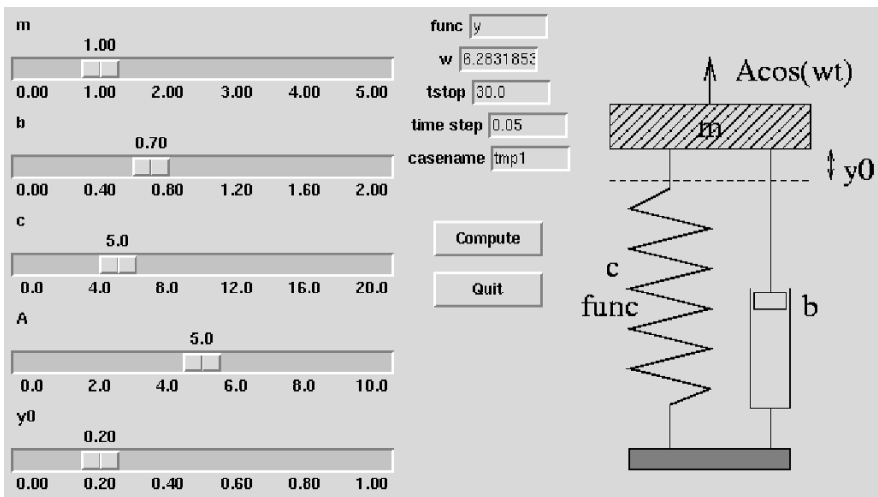 m
1.00
0.00 1.00 2.00 3.00 4.00 5.00
b
0.70
0.00 0.40 0.80 1.20 1.60 2.00
c
5.0
0.0 4.0 8.0 12.0 16.0 20.0
A
5.0
0.0 2.0 4.0 6.0 8.0 10.0
y0
0.20
0.00 0.20 0.40 0.60 0.80 1.00
func y
w 6.2831853
tstop 30.0
time step 0.05
casename tmp1
Compute
Quit
Acos(wt)
m
y0
c
func
b